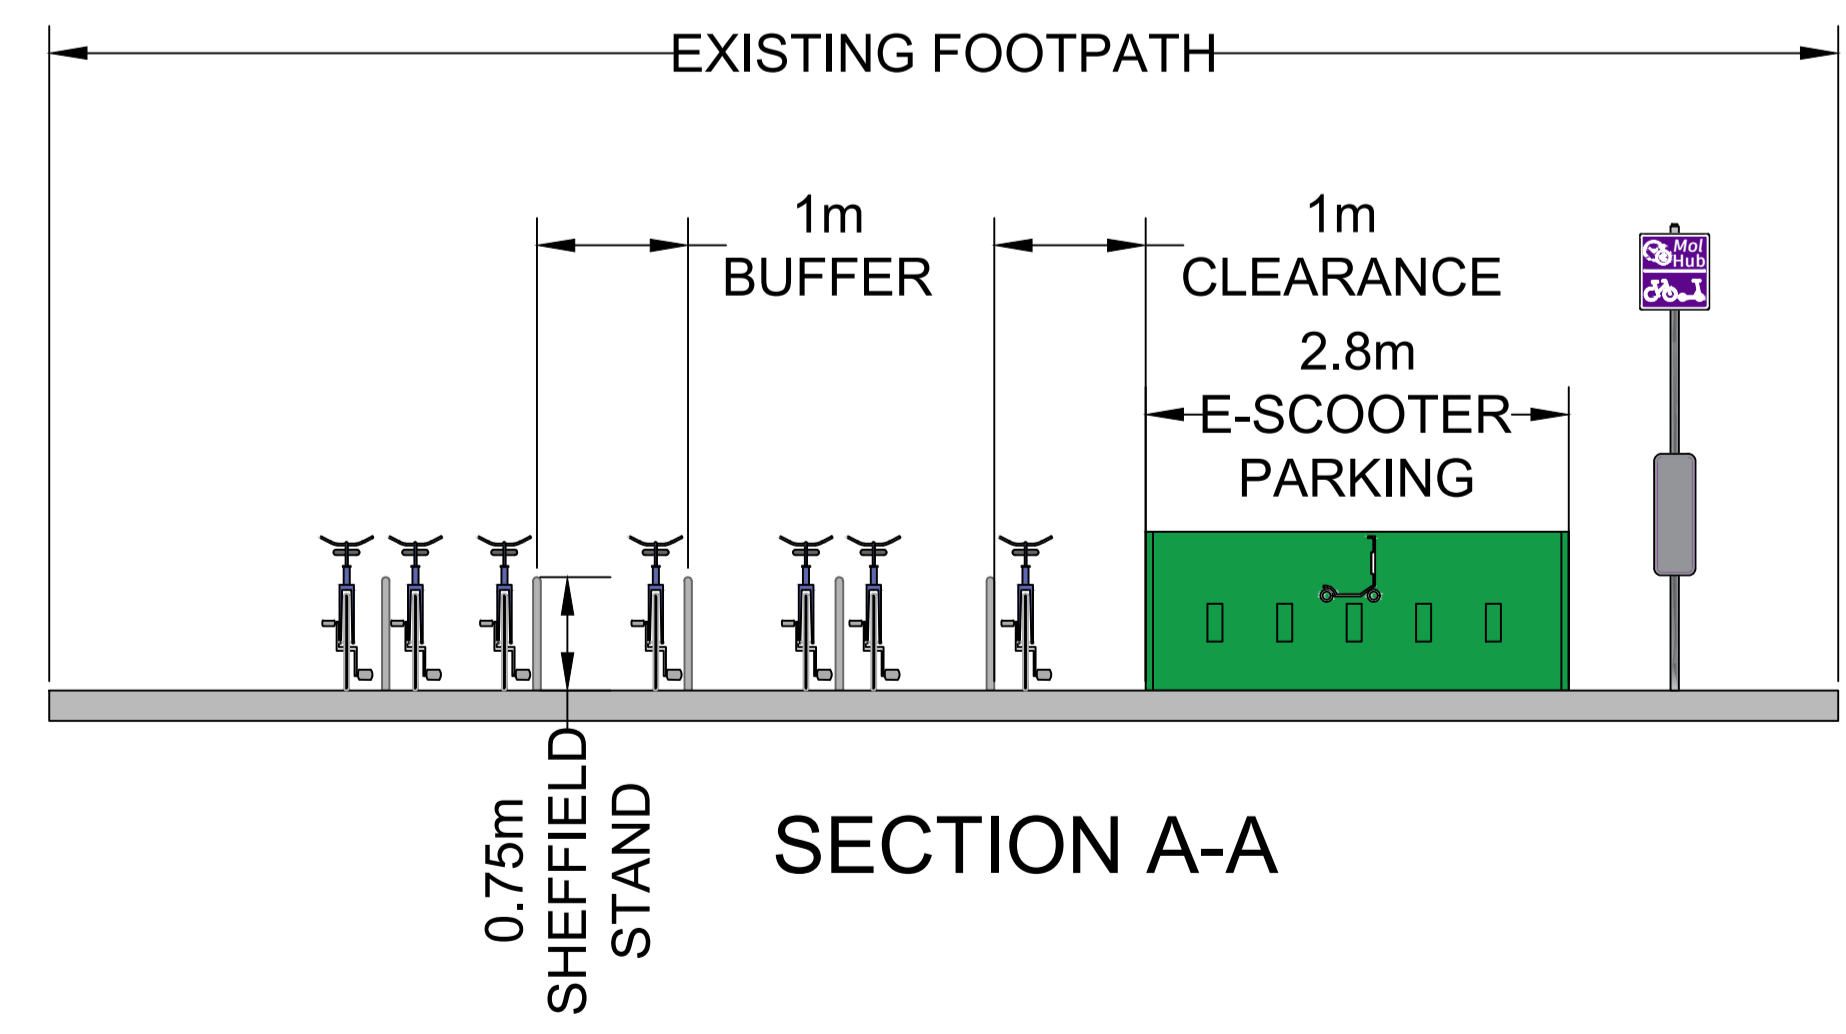 EXISTING FOOTPATH
1m
BUFFER
1m
CLEARANCE
2.8m
E-SCOOTER
PARKING
Mol
Hub
0.75m
SHEFFIELD
STAND
SECTION A-A